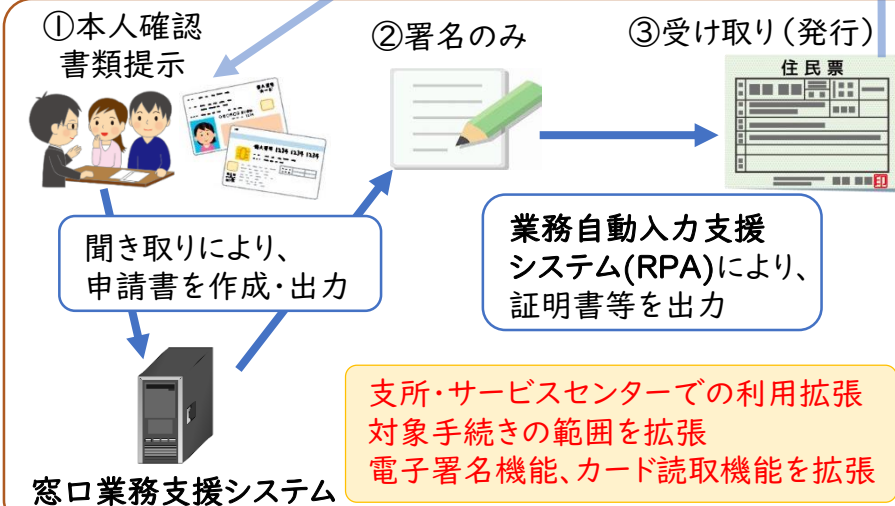 ①本人確認
書類提示
②署名のみ
③受け取り(発行)
住民票
聞き取りにより、
申請書を作成・出力
業務自動入力支援
システム(RPA)により、
証明書等を出力
窓口業務支援システム
支所・サービスセンターでの利用拡張
対象手続きの範囲を拡張
電子署名機能、カード読取機能を拡張